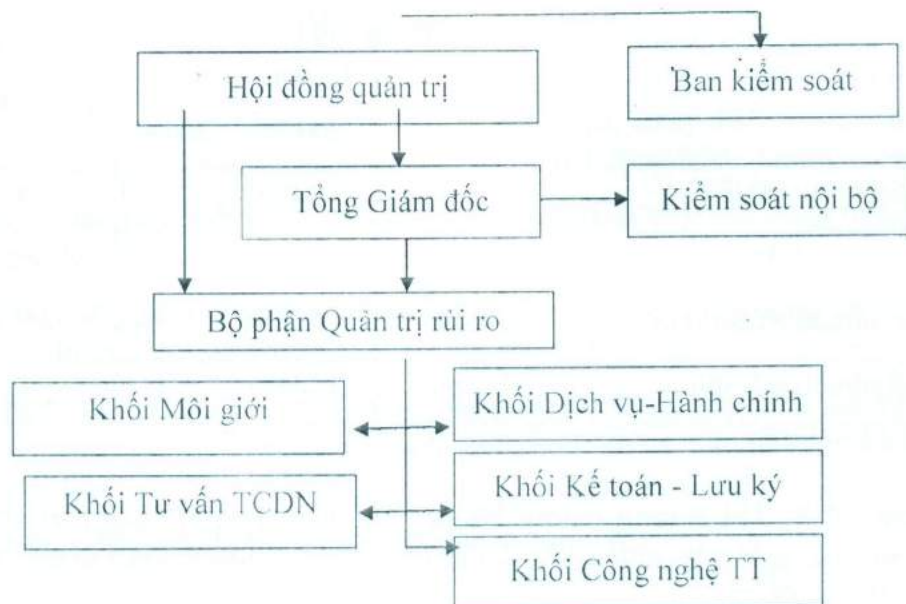 Hội đồng quản trị
Ban kiểm soát
Tổng Giám đốc
Kiểm soát nội bộ
Bộ phận Quản trị rủi ro
Khối Môi giới
Khối Dịch vụ-Hành chính
Khối Tư vấn TCDN
Khối Kế toán - Lưu ký
Khối Công nghệ TT